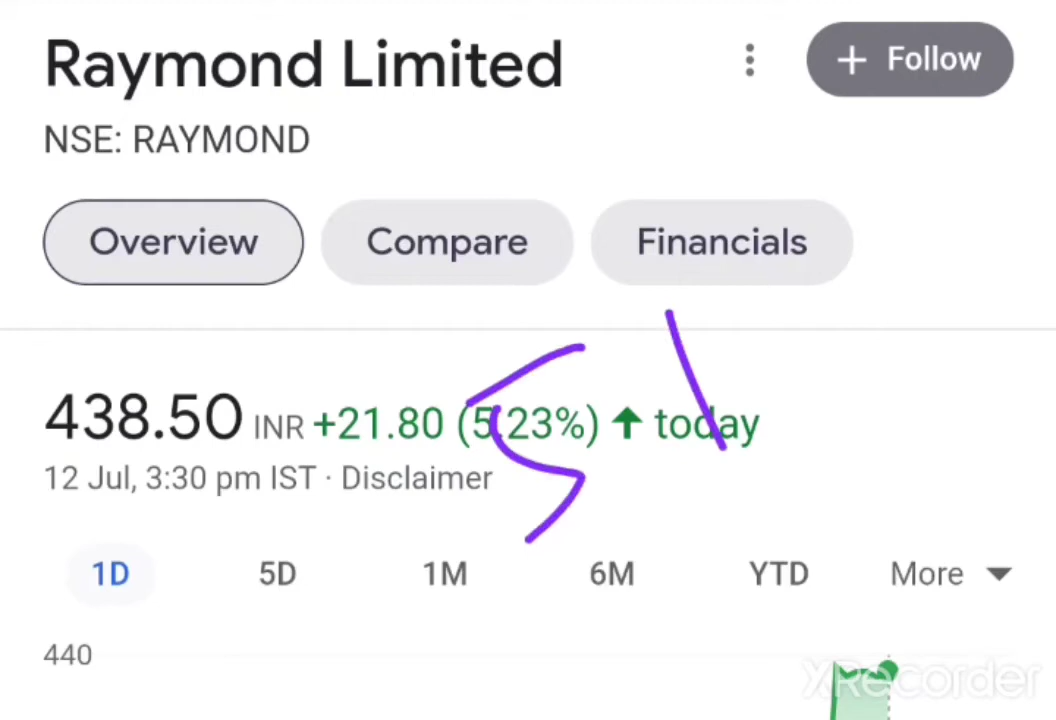 Raymond Limited
+ Follow
NSE: RAYMOND
Overview Compare Financials
438.50 INR +21.80 (5.23%) ↑ today
12 Jul, 3:30 pm IST · Disclaimer
1D 5D 1M 6M YTD More
440
XRecorder